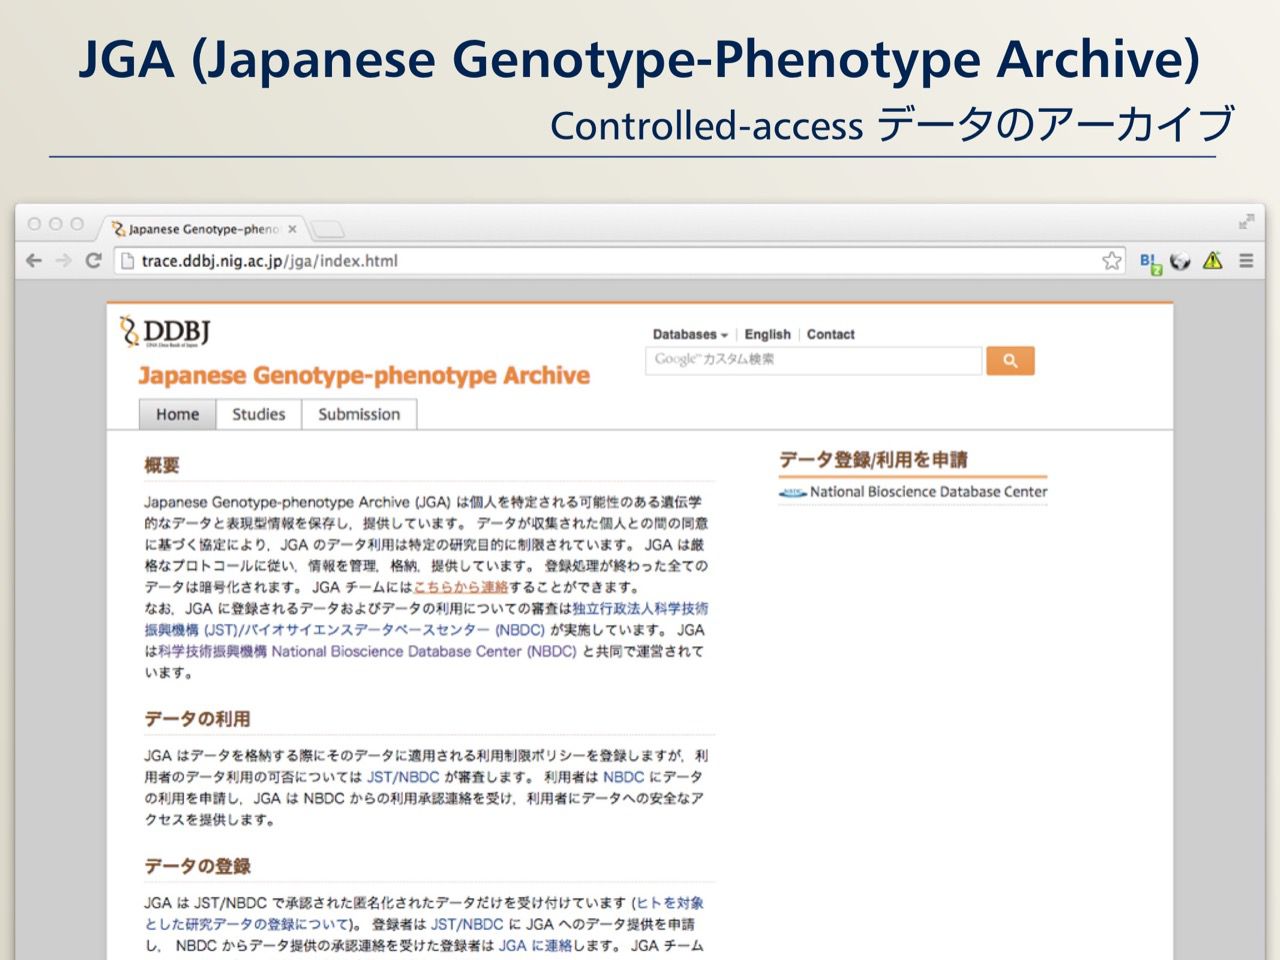 JGA (Japanese Genotype-Phenotype Archive)
Controlled-access データのアーカイブ
Japanese Genotype-pheno
trace.ddbj.nig.ac.jp/jga/index.html
B! 2
DDBJ
DNA Data Bank of Japan
Databases English Contact
Google™ カスタム検索
Japanese Genotype-phenotype Archive
Home Studies Submission
概要
Japanese Genotype-phenotype Archive (JGA) は個人を特定される可能性のある遺伝学
的なデータと表現型情報を保存し，提供しています。 データが収集された個人との間の同意
に基づく協定により，JGA のデータ利用は特定の研究目的に制限されています。 JGA は厳
格なプロトコールに従い，情報を管理，格納，提供しています。 登録処理が終わった全ての
データは暗号化されます。 JGA チームにはこちらから連絡することができます。
なお，JGA に登録されるデータおよびデータの利用についての審査は独立行政法人科学技術
振興機構 (JST)/バイオサイエンスデータベースセンター (NBDC) が実施しています。 JGA
は科学技術振興機構 National Bioscience Database Center (NBDC) と共同で運営されて
います。
データの利用
JGA はデータを格納する際にそのデータに適用される利用制限ポリシーを登録しますが，利
用者のデータ利用の可否については JST/NBDC が審査します。 利用者は NBDC にデータ
の利用を申請し，JGA は NBDC からの利用承認連絡を受け，利用者にデータへの安全なア
クセスを提供します。
データの登録
JGA は JST/NBDC で承認された匿名化されたデータだけを受け付けています (ヒトを対象
とした研究データの登録について)。 登録者は JST/NBDC に JGA へのデータ提供を申請
し， NBDC からデータ提供の承認連絡を受けた登録者は JGA に連絡します。 JGA チーム
データ登録/利用を申請
NBDC National Bioscience Database Center